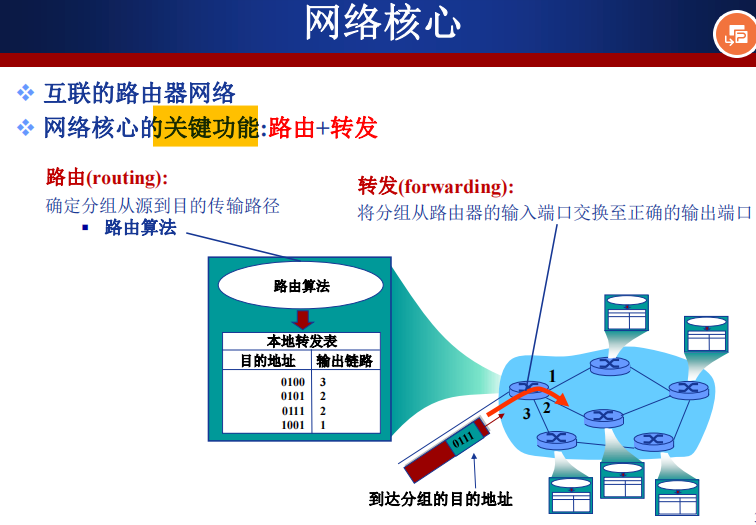 网络核心
互联的路由器网络
网络核心的关键功能:路由+转发
路由(routing):
确定分组从源到目的传输路径
路由算法
转发(forwarding):
将分组从路由器的输入端口交换至正确的输出端口
路由算法
本地转发表
目的地址 输出链路
0100 3
0101 2
0111 2
1001 1
1
2
3
0111
到达分组的目的地址